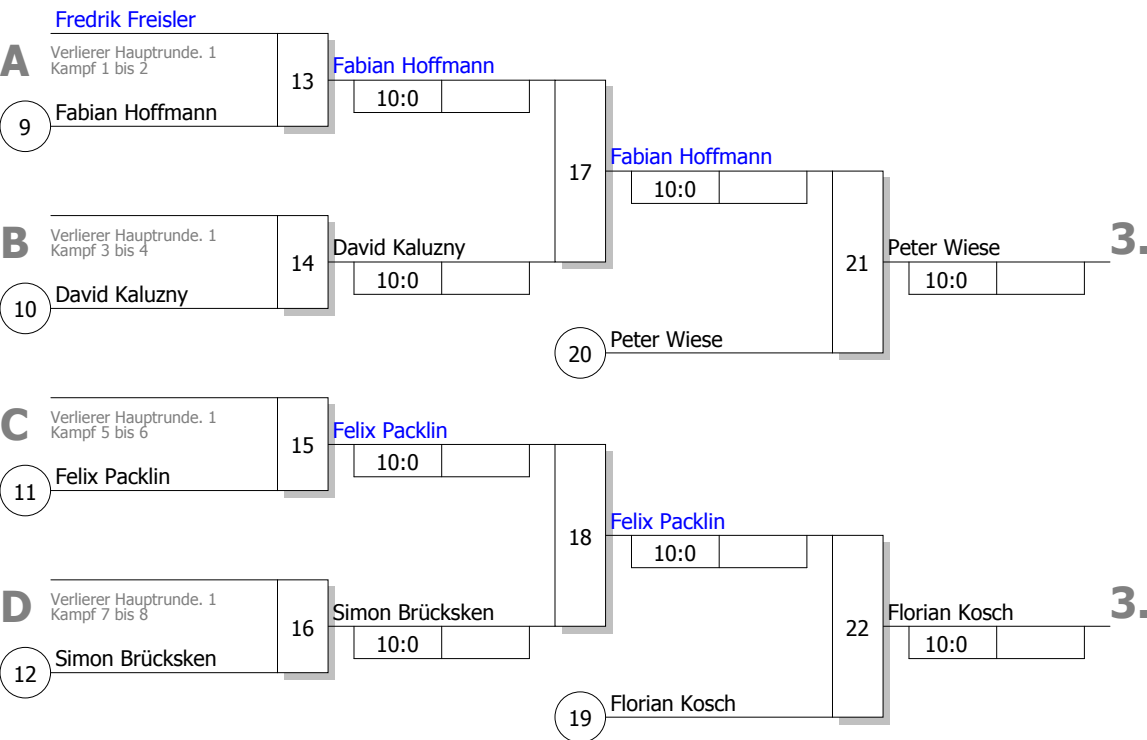 Fredrik Freisler
A
Verlierer Hauptrunde. 1
Kampf 1 bis 2
13
Fabian Hoffmann
10:0
9
Fabian Hoffmann
17
Fabian Hoffmann
10:0
B
Verlierer Hauptrunde. 1
Kampf 3 bis 4
14
David Kaluzny
10:0
10
David Kaluzny
21
Peter Wiese
10:0
3.
20
Peter Wiese
C
Verlierer Hauptrunde. 1
Kampf 5 bis 6
15
Felix Packlin
10:0
11
Felix Packlin
18
Felix Packlin
10:0
D
Verlierer Hauptrunde. 1
Kampf 7 bis 8
16
Simon Brücksken
10:0
12
Simon Brücksken
22
Florian Kosch
10:0
3.
19
Florian Kosch